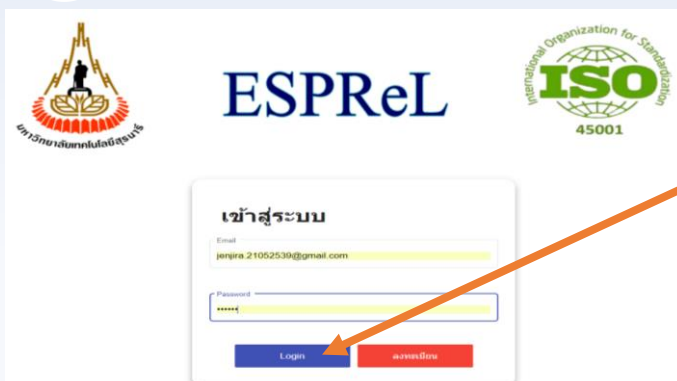 มหาวิทยาลัยเทคโนโลยีสุรนารี
ESPReL
International Organization for Standardization
ISO
45001
เข้าสู่ระบบ
Email
jenjira.21052539@gmail.com
Password
••••••
Login
ลงทะเบียน